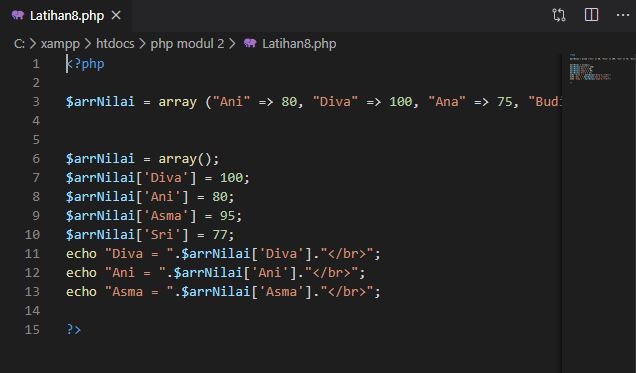 Latihan8.php
C: > xampp > htdocs > php modul 2 > Latihan8.php
1 <?php
2
3 $arrNilai = array ("Ani" => 80, "Diva" => 100, "Ana" => 75, "Budi
4
5
6 $arrNilai = array();
7 $arrNilai['Diva'] = 100;
8 $arrNilai['Ani'] = 80;
9 $arrNilai['Asma'] = 95;
10 $arrNilai['Sri'] = 77;
11 echo "Diva = ".$arrNilai['Diva']."</br>";
12 echo "Ani = ".$arrNilai['Ani']."</br>";
13 echo "Asma = ".$arrNilai['Asma']."</br>";
14
15 ?>